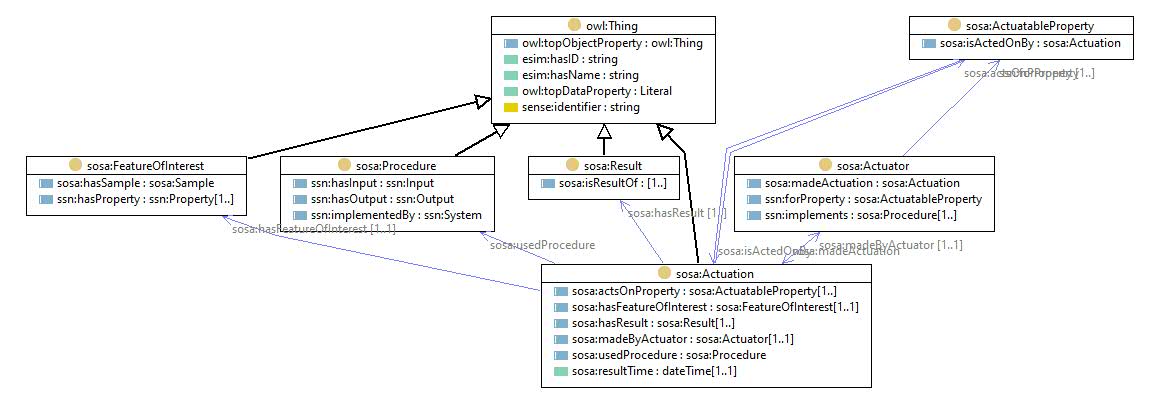 owl:Thing
owl:topObjectProperty : owl:Thing
esim:hasID : string
esim:hasName : string
owl:topDataProperty : Literal
sense:identifier : string
sosa:ActuatableProperty
sosa:isActedOnBy : sosa:Actuation
sosa:FeatureOfInterest
sosa:hasSample : sosa:Sample
ssn:hasProperty : ssn:Property[1..]
sosa:Procedure
ssn:hasInput : ssn:Input
ssn:hasOutput : ssn:Output
ssn:implementedBy : ssn:System
sosa:Result
sosa:isResultOf : [1..]
sosa:Actuator
sosa:madeActuation : sosa:Actuation
ssn:forProperty : sosa:ActuatableProperty
ssn:implements : sosa:Procedure[1..]
sosa:hasFeatureOfInterest [1..1]
sosa:usedProcedure
sosa:hasResult [1..]
sosa:isActedOnBy
sosa:madeActuation
sosa:madeByActuator [1..1]
sosa:Actuation
sosa:actsOnProperty : sosa:ActuatableProperty[1..]
sosa:hasFeatureOfInterest : sosa:FeatureOfInterest[1..1]
sosa:hasResult : sosa:Result[1..]
sosa:madeByActuator : sosa:Actuator[1..1]
sosa:usedProcedure : sosa:Procedure
sosa:resultTime : dateTime[1..1]